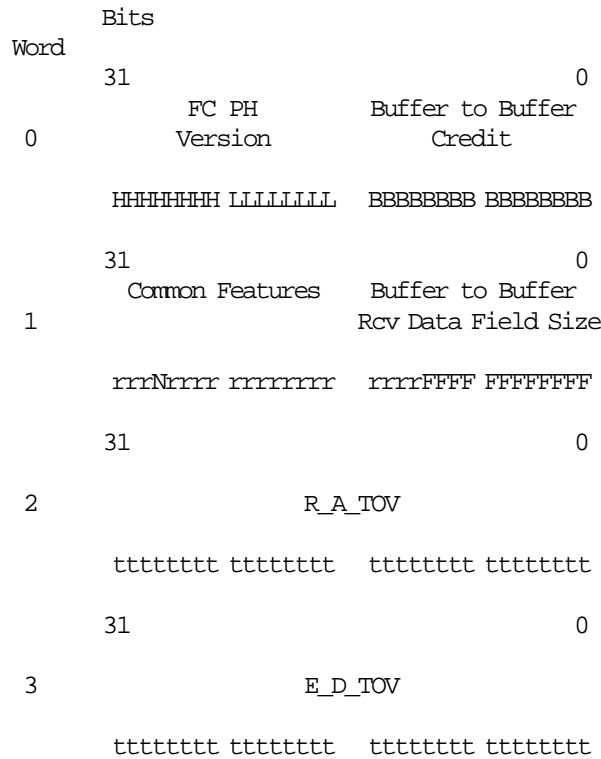 Bits
Word
31 0
FC PH Buffer to Buffer
0 Version Credit
HHHHHHHH LLLLLLLL BBBBBBBB BBBBBBBB
31 0
Common Features Buffer to Buffer
1 Rcv Data Field Size
rrrNrrrr rrrrrrrr rrrrFFFF FFFFFFFF
31 0
2 R_A_TOV
tttttttt tttttttt tttttttt tttttttt
31 0
3 E_D_TOV
tttttttt tttttttt tttttttt tttttttt